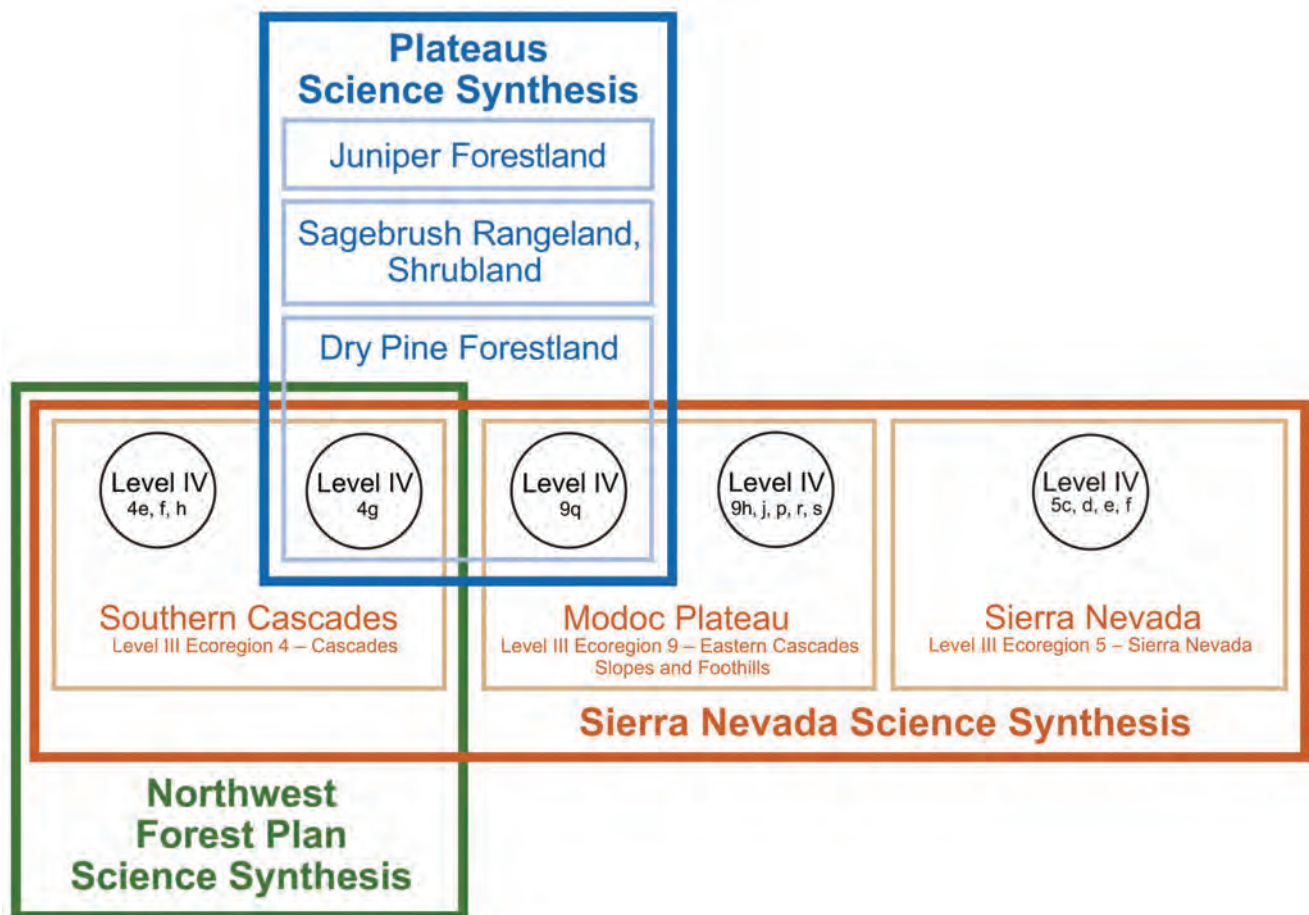 Plateaus
Science Synthesis
Juniper Forestland
Sagebrush Rangeland,
Shrubland
Dry Pine Forestland
Level IV
4e, f, h
Level IV
4g
Level IV
9q
Level IV
9h, j, p, r, s
Level IV
5c, d, e, f
Southern Cascades
Level III Ecoregion 4 – Cascades
Modoc Plateau
Level III Ecoregion 9 – Eastern Cascades
Slopes and Foothills
Sierra Nevada
Level III Ecoregion 5 – Sierra Nevada
Sierra Nevada Science Synthesis
Northwest
Forest Plan
Science Synthesis